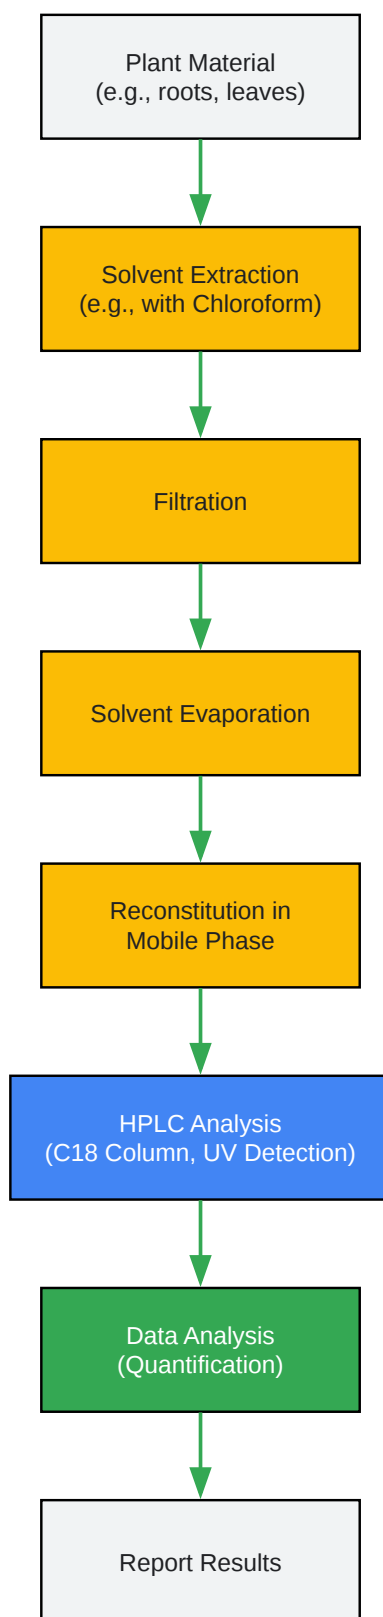 Plant Material
(e.g., roots, leaves)
Solvent Extraction
(e.g., with Chloroform)
Filtration
Solvent Evaporation
Reconstitution in
Mobile Phase
HPLC Analysis
(C18 Column, UV Detection)
Data Analysis
(Quantification)
Report Results